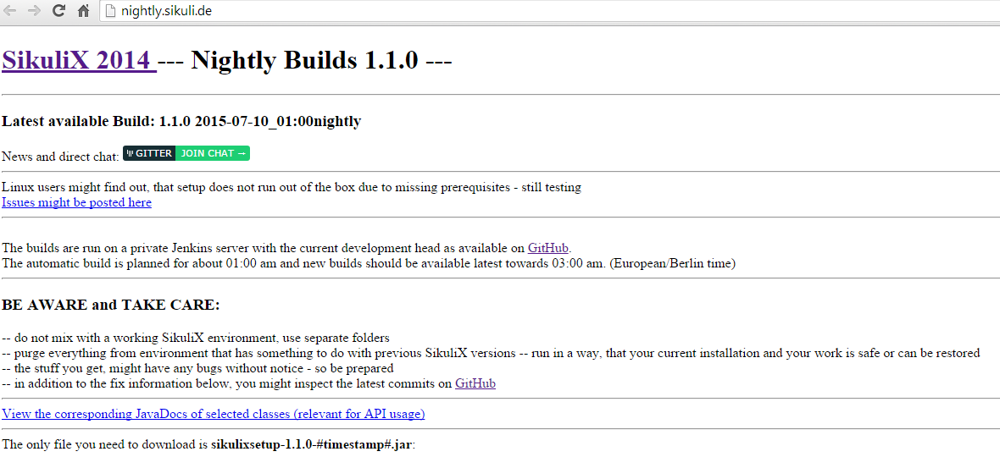 nightly.sikuli.de
SikuliX 2014 --- Nightly Builds 1.1.0 ---
Latest available Build: 1.1.0 2015-07-10_01:00nightly
News and direct chat: GITTER JOIN CHAT →
Linux users might find out, that setup does not run out of the box due to missing prerequisites - still testing
Issues might be posted here
The builds are run on a private Jenkins server with the current development head as available on GitHub.
The automatic build is planned for about 01:00 am and new builds should be available latest towards 03:00 am. (European/Berlin time)
BE AWARE and TAKE CARE:
-- do not mix with a working SikuliX environment, use separate folders
-- purge everything from environment that has something to do with previous SikuliX versions -- run in a way, that your current installation and your work is safe or can be restored
-- the stuff you get, might have any bugs without notice - so be prepared
-- in addition to the fix information below, you might inspect the latest commits on GitHub
View the corresponding JavaDocs of selected classes (relevant for API usage)
The only file you need to download is sikulixsetup-1.1.0-#timestamp#.jar: